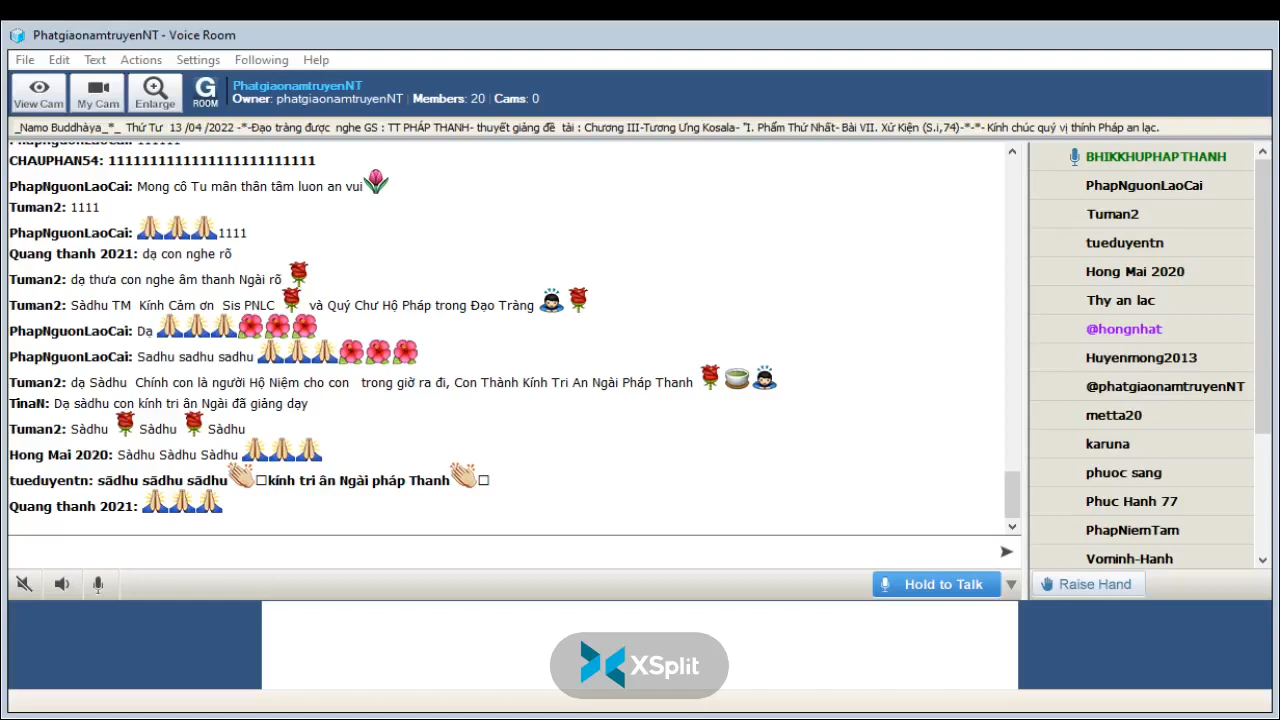 PhatgiaonamtruyenNT - Voice Room
File Edit Text Actions Settings Following Help
View Cam My Cam Enlarge G ROOM
PhatgiaonamtruyenNT
Owner: phatgiaonamtruyenNT | Members: 20 | Cams: 0
_Namo Buddhàya_*_ Thứ Tư 13 /04 /2022 -*-Đạo tràng được nghe GS : TT PHÁP THANH- thuyết giảng đề tài : Chương III-Tương Ưng Kosala- "I. Phẩm Thứ Nhất- Bài VII. Xử Kiện (S.i,74)-*-*- Kính chúc quý vị thính Pháp an lạc.
CHAUPHAN54: 1111111111111111111111111
PhapNguonLaoCai: Mong cô Tu mân thân tâm luon an vui
Tuman2: 1111
PhapNguonLaoCai: 1111
Quang thanh 2021: dạ con nghe rõ
Tuman2: dạ thưa con nghe âm thanh Ngài rõ
Tuman2: Sàdhu TM Kính Cảm ơn Sis PNLC và Quý Chư Hộ Pháp trong Đạo Tràng
PhapNguonLaoCai: Dạ
PhapNguonLaoCai: Sadhu sadhu sadhu
Tuman2: dạ Sàdhu Chính con là người Hộ Niệm cho con trong giờ ra đi, Con Thành Kính Tri An Ngài Pháp Thanh
TinaN: Dạ sàdhu con kính tri ân Ngài đã giảng dạy
Tuman2: Sàdhu Sàdhu Sàdhu
Hong Mai 2020: Sàdhu Sàdhu Sàdhu
tueduyentn: sādhu sādhu sādhu kính tri ân Ngài pháp Thanh
Quang thanh 2021:
BHIKKHUPHAPTHANH
PhapNguonLaoCai
Tuman2
tueduyentn
Hong Mai 2020
Thy an lac
@hongnhat
Huyenmong2013
@phatgiaonamtruyenNT
metta20
karuna
phuoc sang
Phuc Hanh 77
PhapNiemTam
Vominh-Hanh
Hold to Talk
Raise Hand
XSplit